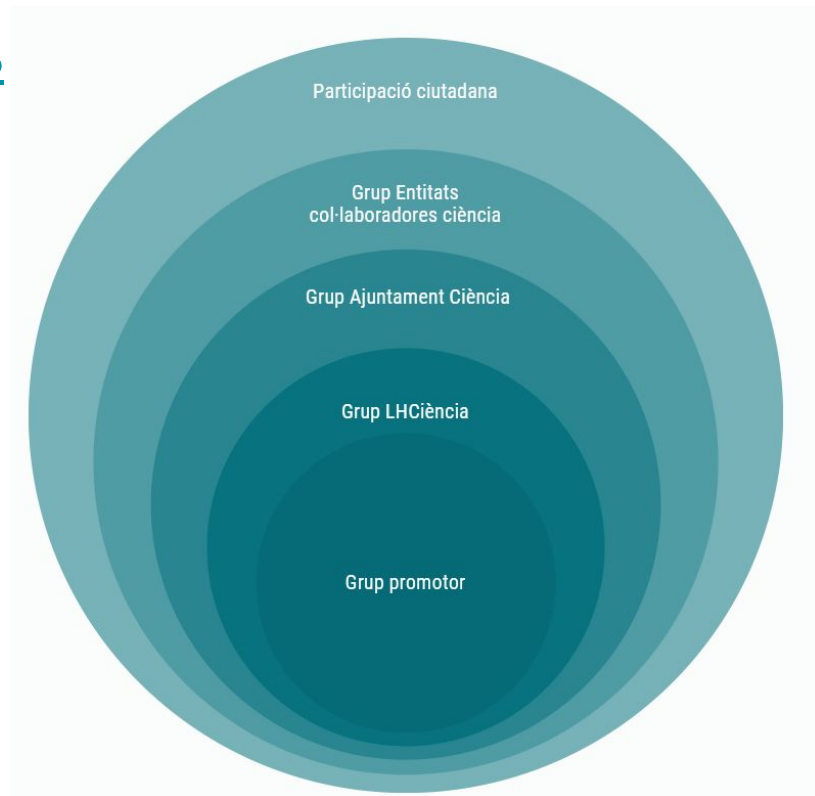 Participació ciutadana
Grup Entitats
col·laboradores ciència
Grup Ajuntament Ciència
Grup LHCiència
Grup promotor